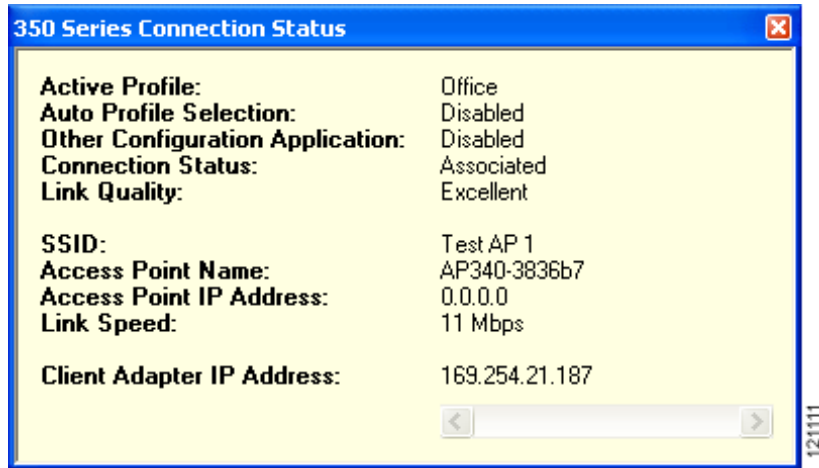 350 Series Connection Status
Active Profile: Office
Auto Profile Selection: Disabled
Other Configuration Application: Disabled
Connection Status: Associated
Link Quality: Excellent
SSID: Test AP 1
Access Point Name: AP340-3836b7
Access Point IP Address: 0.0.0.0
Link Speed: 11 Mbps
Client Adapter IP Address: 169.254.21.187
121111